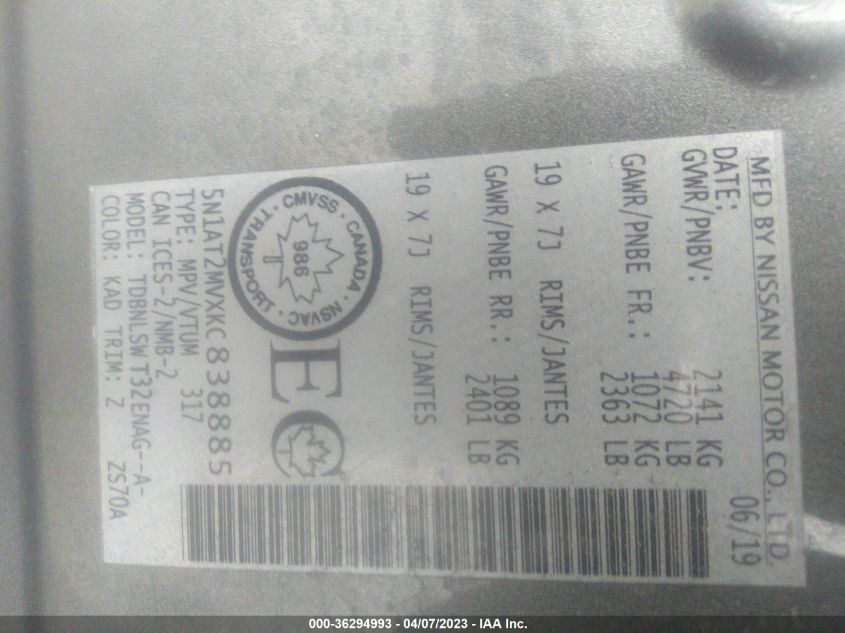 MFD BY NISSAN MOTOR CO., LTD.
DATE: 06/19
GVWR/PNBV: 2141 KG
4720 LB
GAWR/PNBE FR.: 1072 KG
2363 LB
19 X 7J RIMS/JANTES
GAWR/PNBE RR.: 1089 KG
2401 LB
19 X 7J RIMS/JANTES
CMVSS · CANADA · NSVAC · TRANSPORT ·
986
EC
5N1AT2MVXKC838885
TYPE: MPV/VTUM 317
CAN ICES-2/NMB-2
MODEL: TDBNLSW T32ENAG--A-
COLOR: KAD TRIM: Z ZS70A
000-36294993 - 04/07/2023 - IAA Inc.